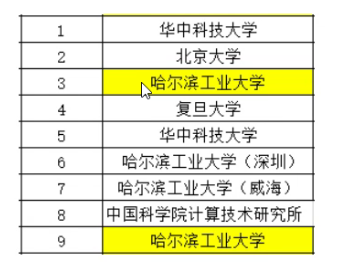 1 华中科技大学
2 北京大学
3 哈尔滨工业大学
4 复旦大学
5 华中科技大学
6 哈尔滨工业大学（深圳）
7 哈尔滨工业大学（威海）
8 中国科学院计算技术研究所
9 哈尔滨工业大学